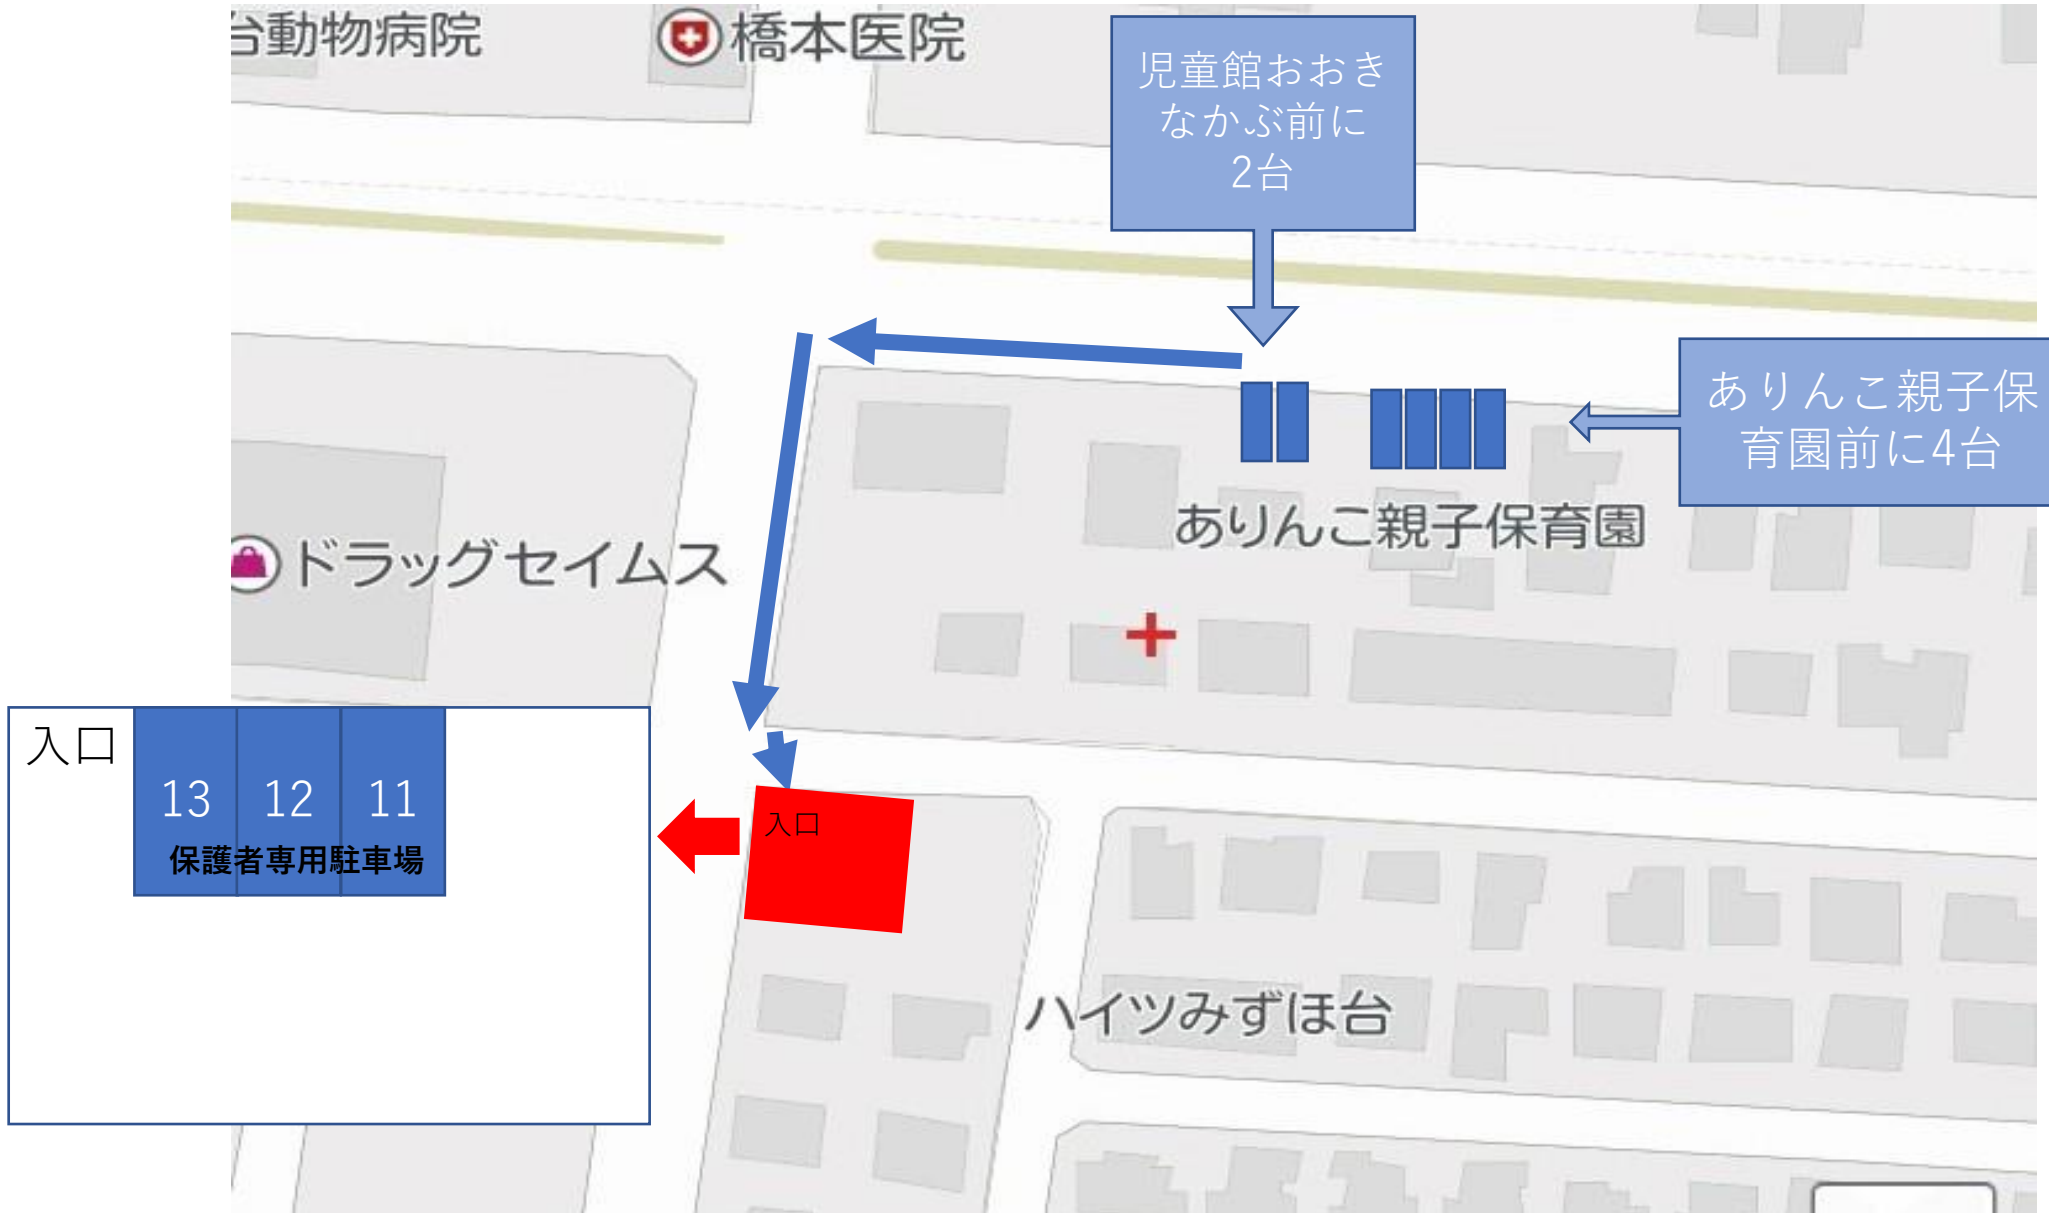 台動物病院
橋本医院
児童館おおき
なかぶ前に
2台
ありんこ親子保
育園前に4台
ありんこ親子保育園
ドラッグセイムス
入口
13 12 11
保護者専用駐車場
入口
ハイツみずほ台